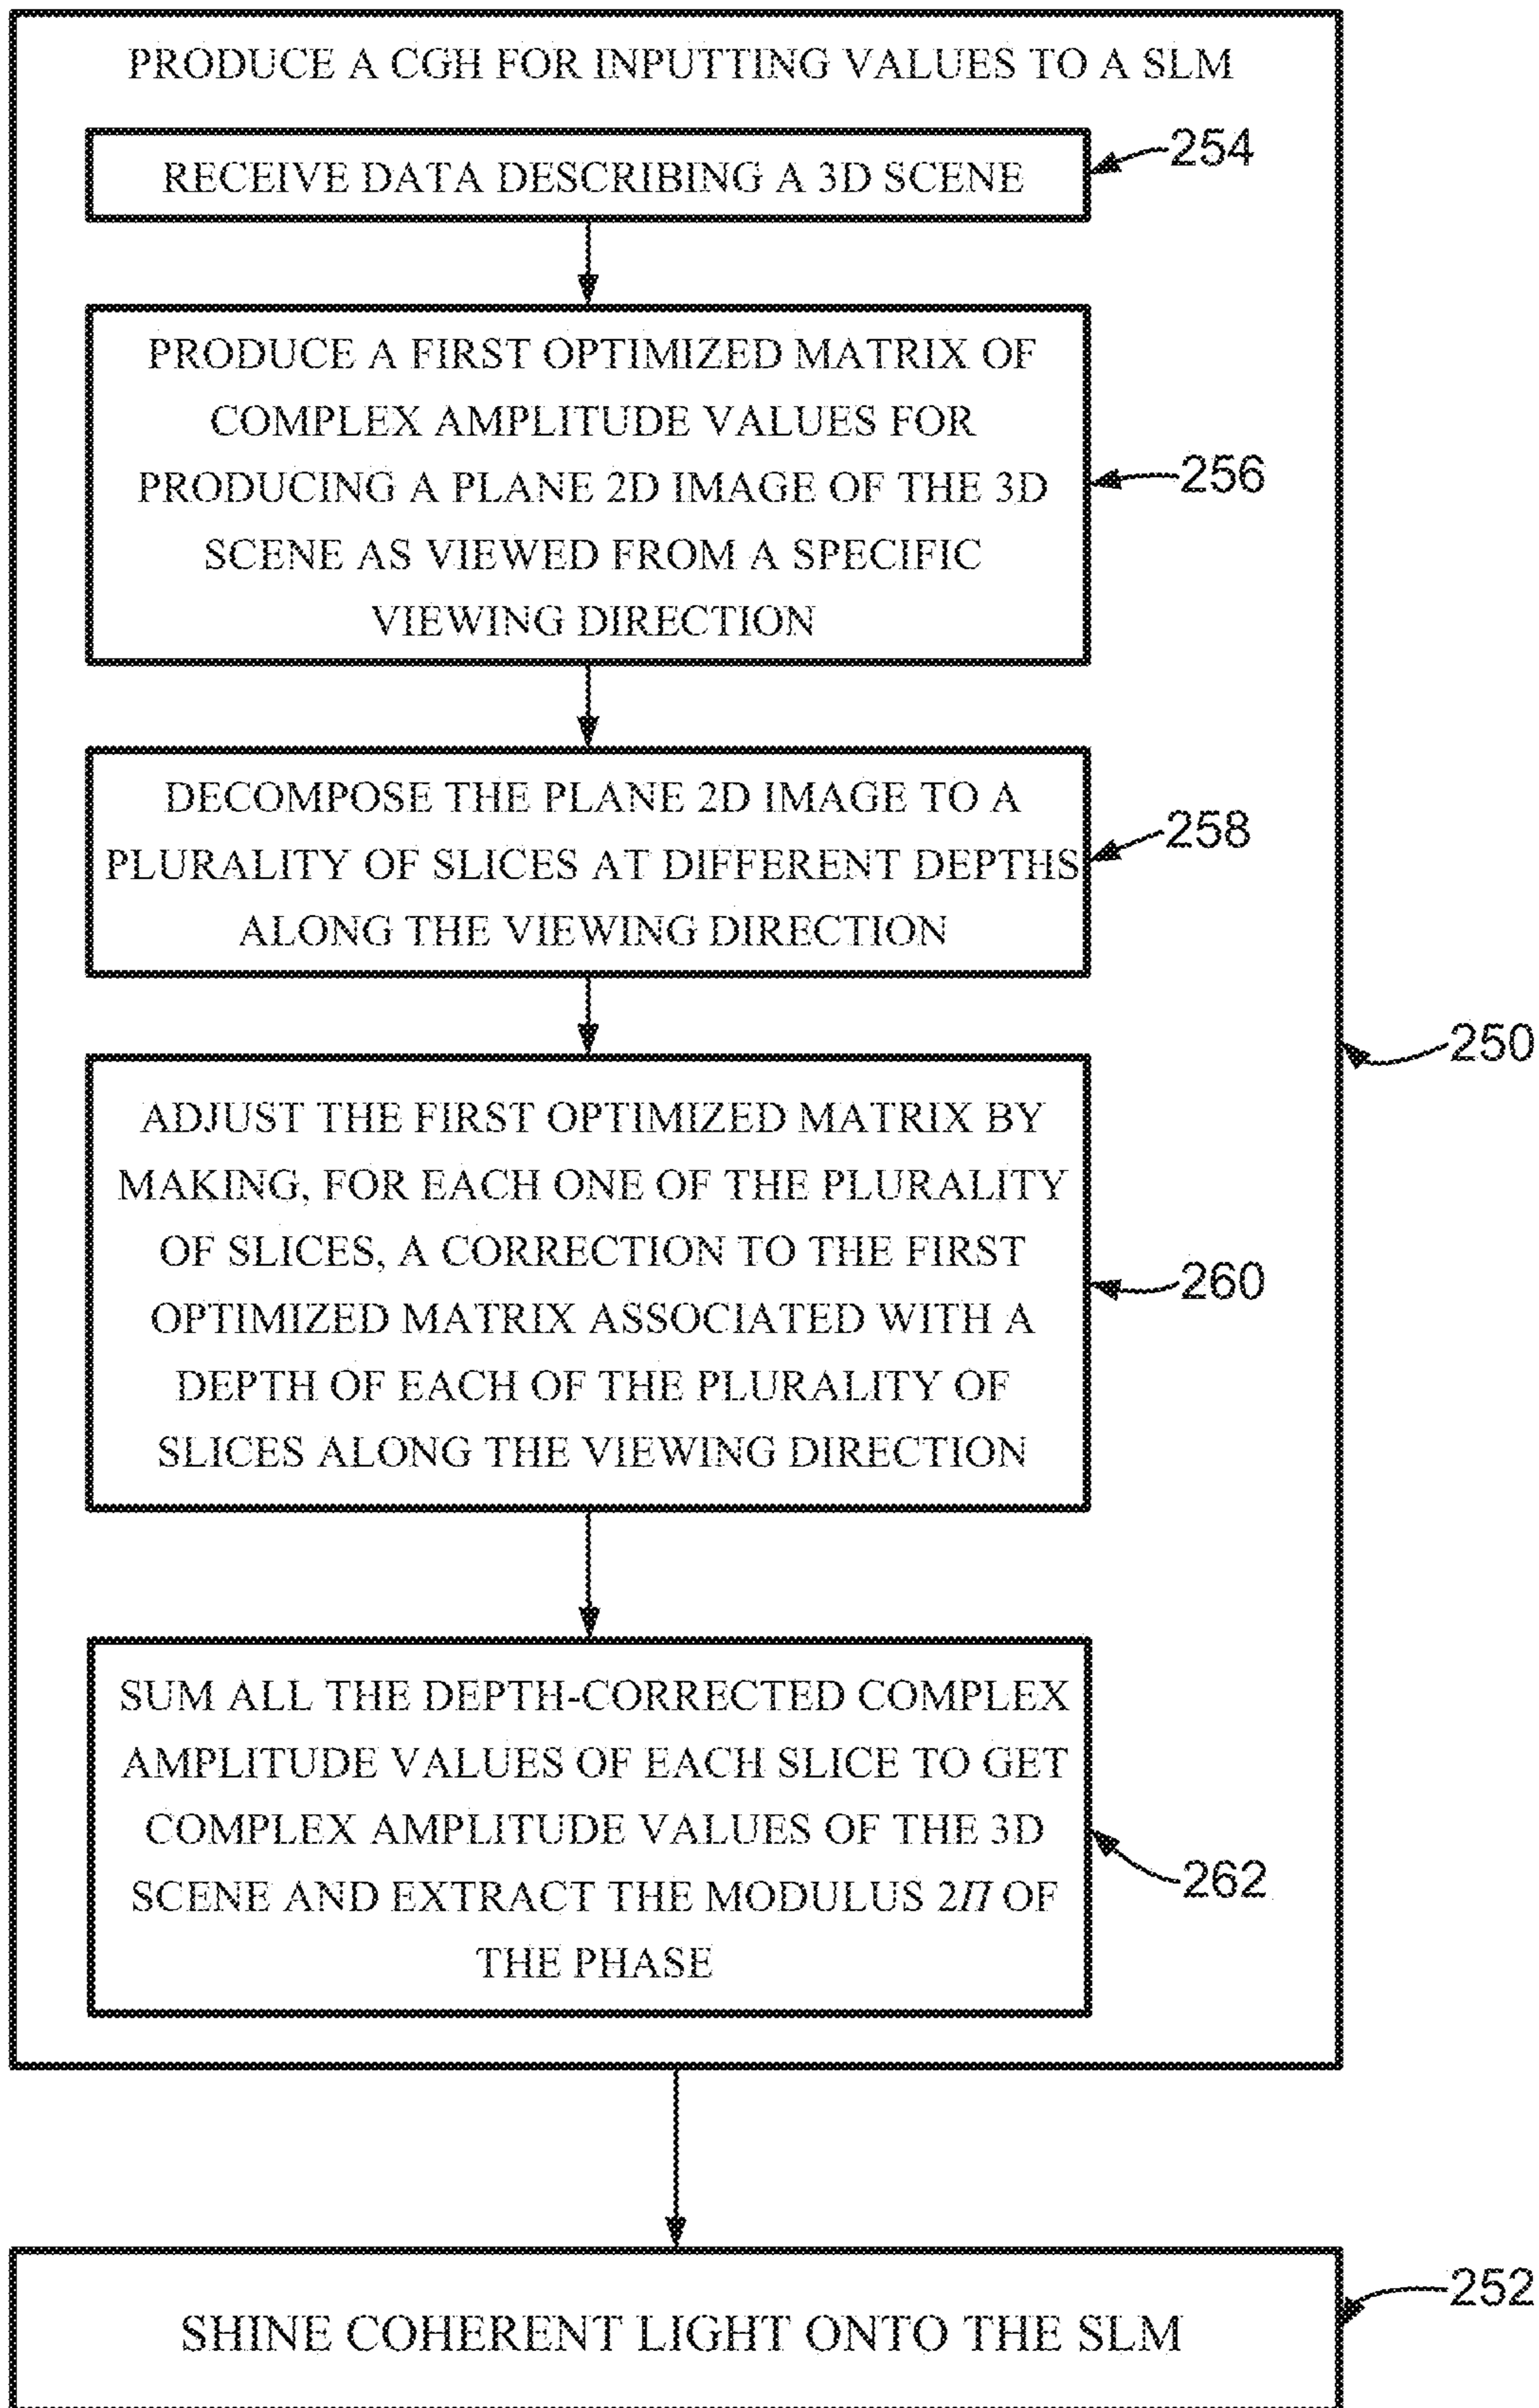 PRODUCE A CGH FOR INPUTTING VALUES TO A SLM
RECEIVE DATA DESCRIBING A 3D SCENE
254
PRODUCE A FIRST OPTIMIZED MATRIX OF
COMPLEX AMPLITUDE VALUES FOR
PRODUCING A PLANE 2D IMAGE OF THE 3D
SCENE AS VIEWED FROM A SPECIFIC
VIEWING DIRECTION
256
DECOMPOSE THE PLANE 2D IMAGE TO A
PLURALITY OF SLICES AT DIFFERENT DEPTHS
ALONG THE VIEWING DIRECTION
258
250
ADJUST THE FIRST OPTIMIZED MATRIX BY
MAKING, FOR EACH ONE OF THE PLURALITY
OF SLICES, A CORRECTION TO THE FIRST
OPTIMIZED MATRIX ASSOCIATED WITH A
DEPTH OF EACH OF THE PLURALITY OF
SLICES ALONG THE VIEWING DIRECTION
260
SUM ALL THE DEPTH-CORRECTED COMPLEX
AMPLITUDE VALUES OF EACH SLICE TO GET
COMPLEX AMPLITUDE VALUES OF THE 3D
SCENE AND EXTRACT THE MODULUS 2Π OF
THE PHASE
262
SHINE COHERENT LIGHT ONTO THE SLM
252